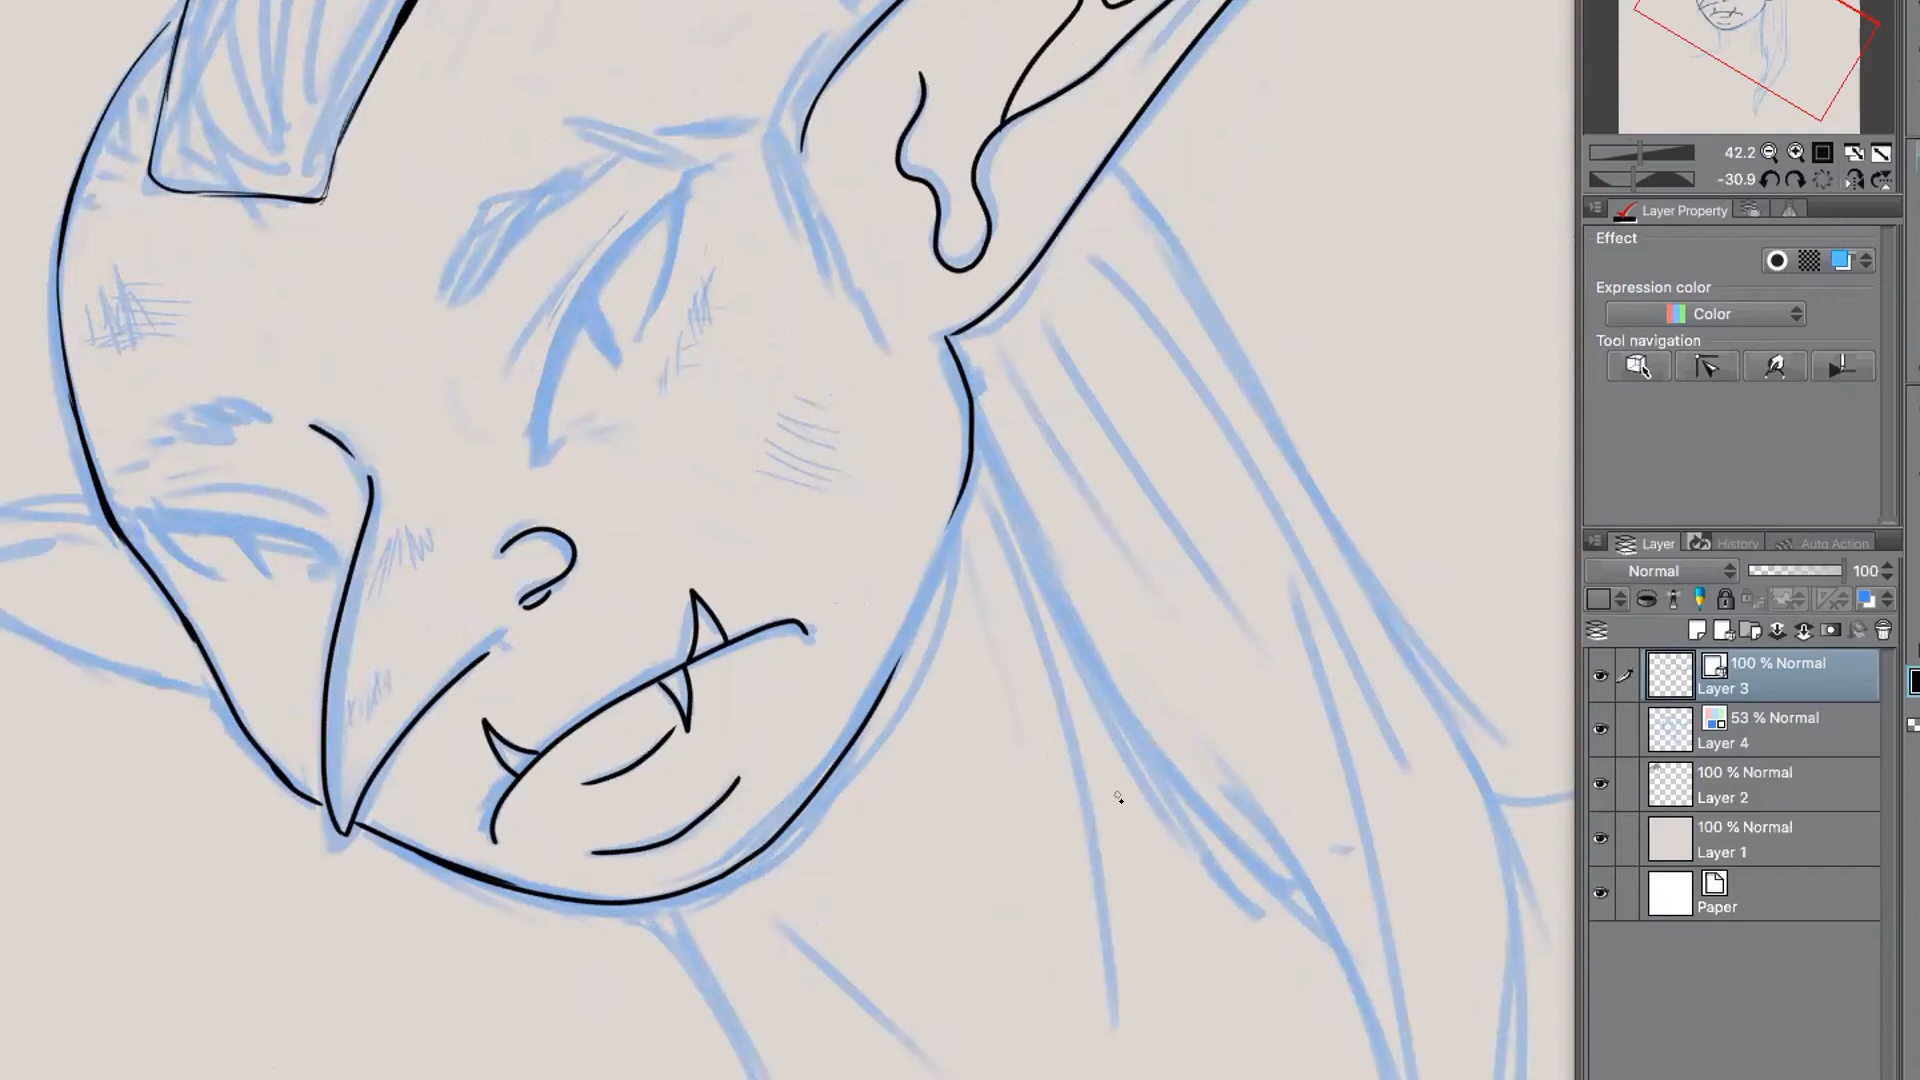 42.2
-30.9
Layer Property
Effect
Expression color
Color
Tool navigation
Layer
History
Auto Action
Normal
100
100 % Normal
Layer 3
53 % Normal
Layer 4
100 % Normal
Layer 2
100 % Normal
Layer 1
Paper